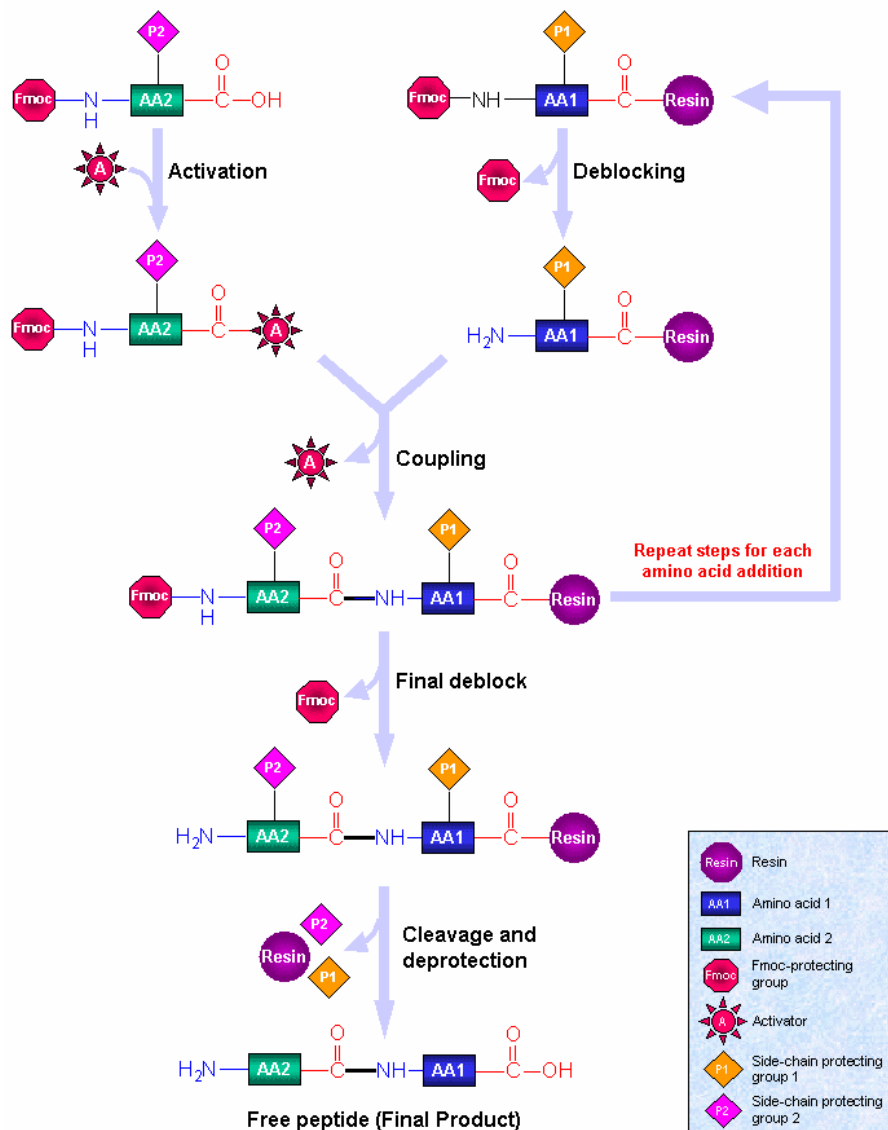 P2
P1
O
O
Fmoc N H AA2 C OH
Fmoc NH AA1 C Resin
A Activation
Fmoc Deblocking
P2
P1
O
O
Fmoc N H AA2 C A
H2N AA1 C Resin
A Coupling
P2
P1
O
O
Repeat steps for each
amino acid addition
Fmoc N H AA2 C NH AA1 C Resin
Fmoc Final deblock
P2
P1
O
O
H2N AA2 C NH AA1 C Resin
P2
Resin
P1
Cleavage and
deprotection
O
O
H2N AA2 C NH AA1 C OH
Free peptide (Final Product)
Resin Resin
AA1 Amino acid 1
AA2 Amino acid 2
Fmoc Fmoc-protecting
group
A Activator
P1 Side-chain protecting
group 1
P2 Side-chain protecting
group 2